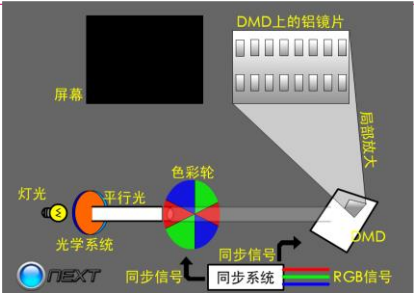 DMD上的铝镜片
屏幕
局部放大
色彩轮
灯光
平行光
光学系统
DMD
同步信号
同步信号
同步系统
RGB信号
NEXT